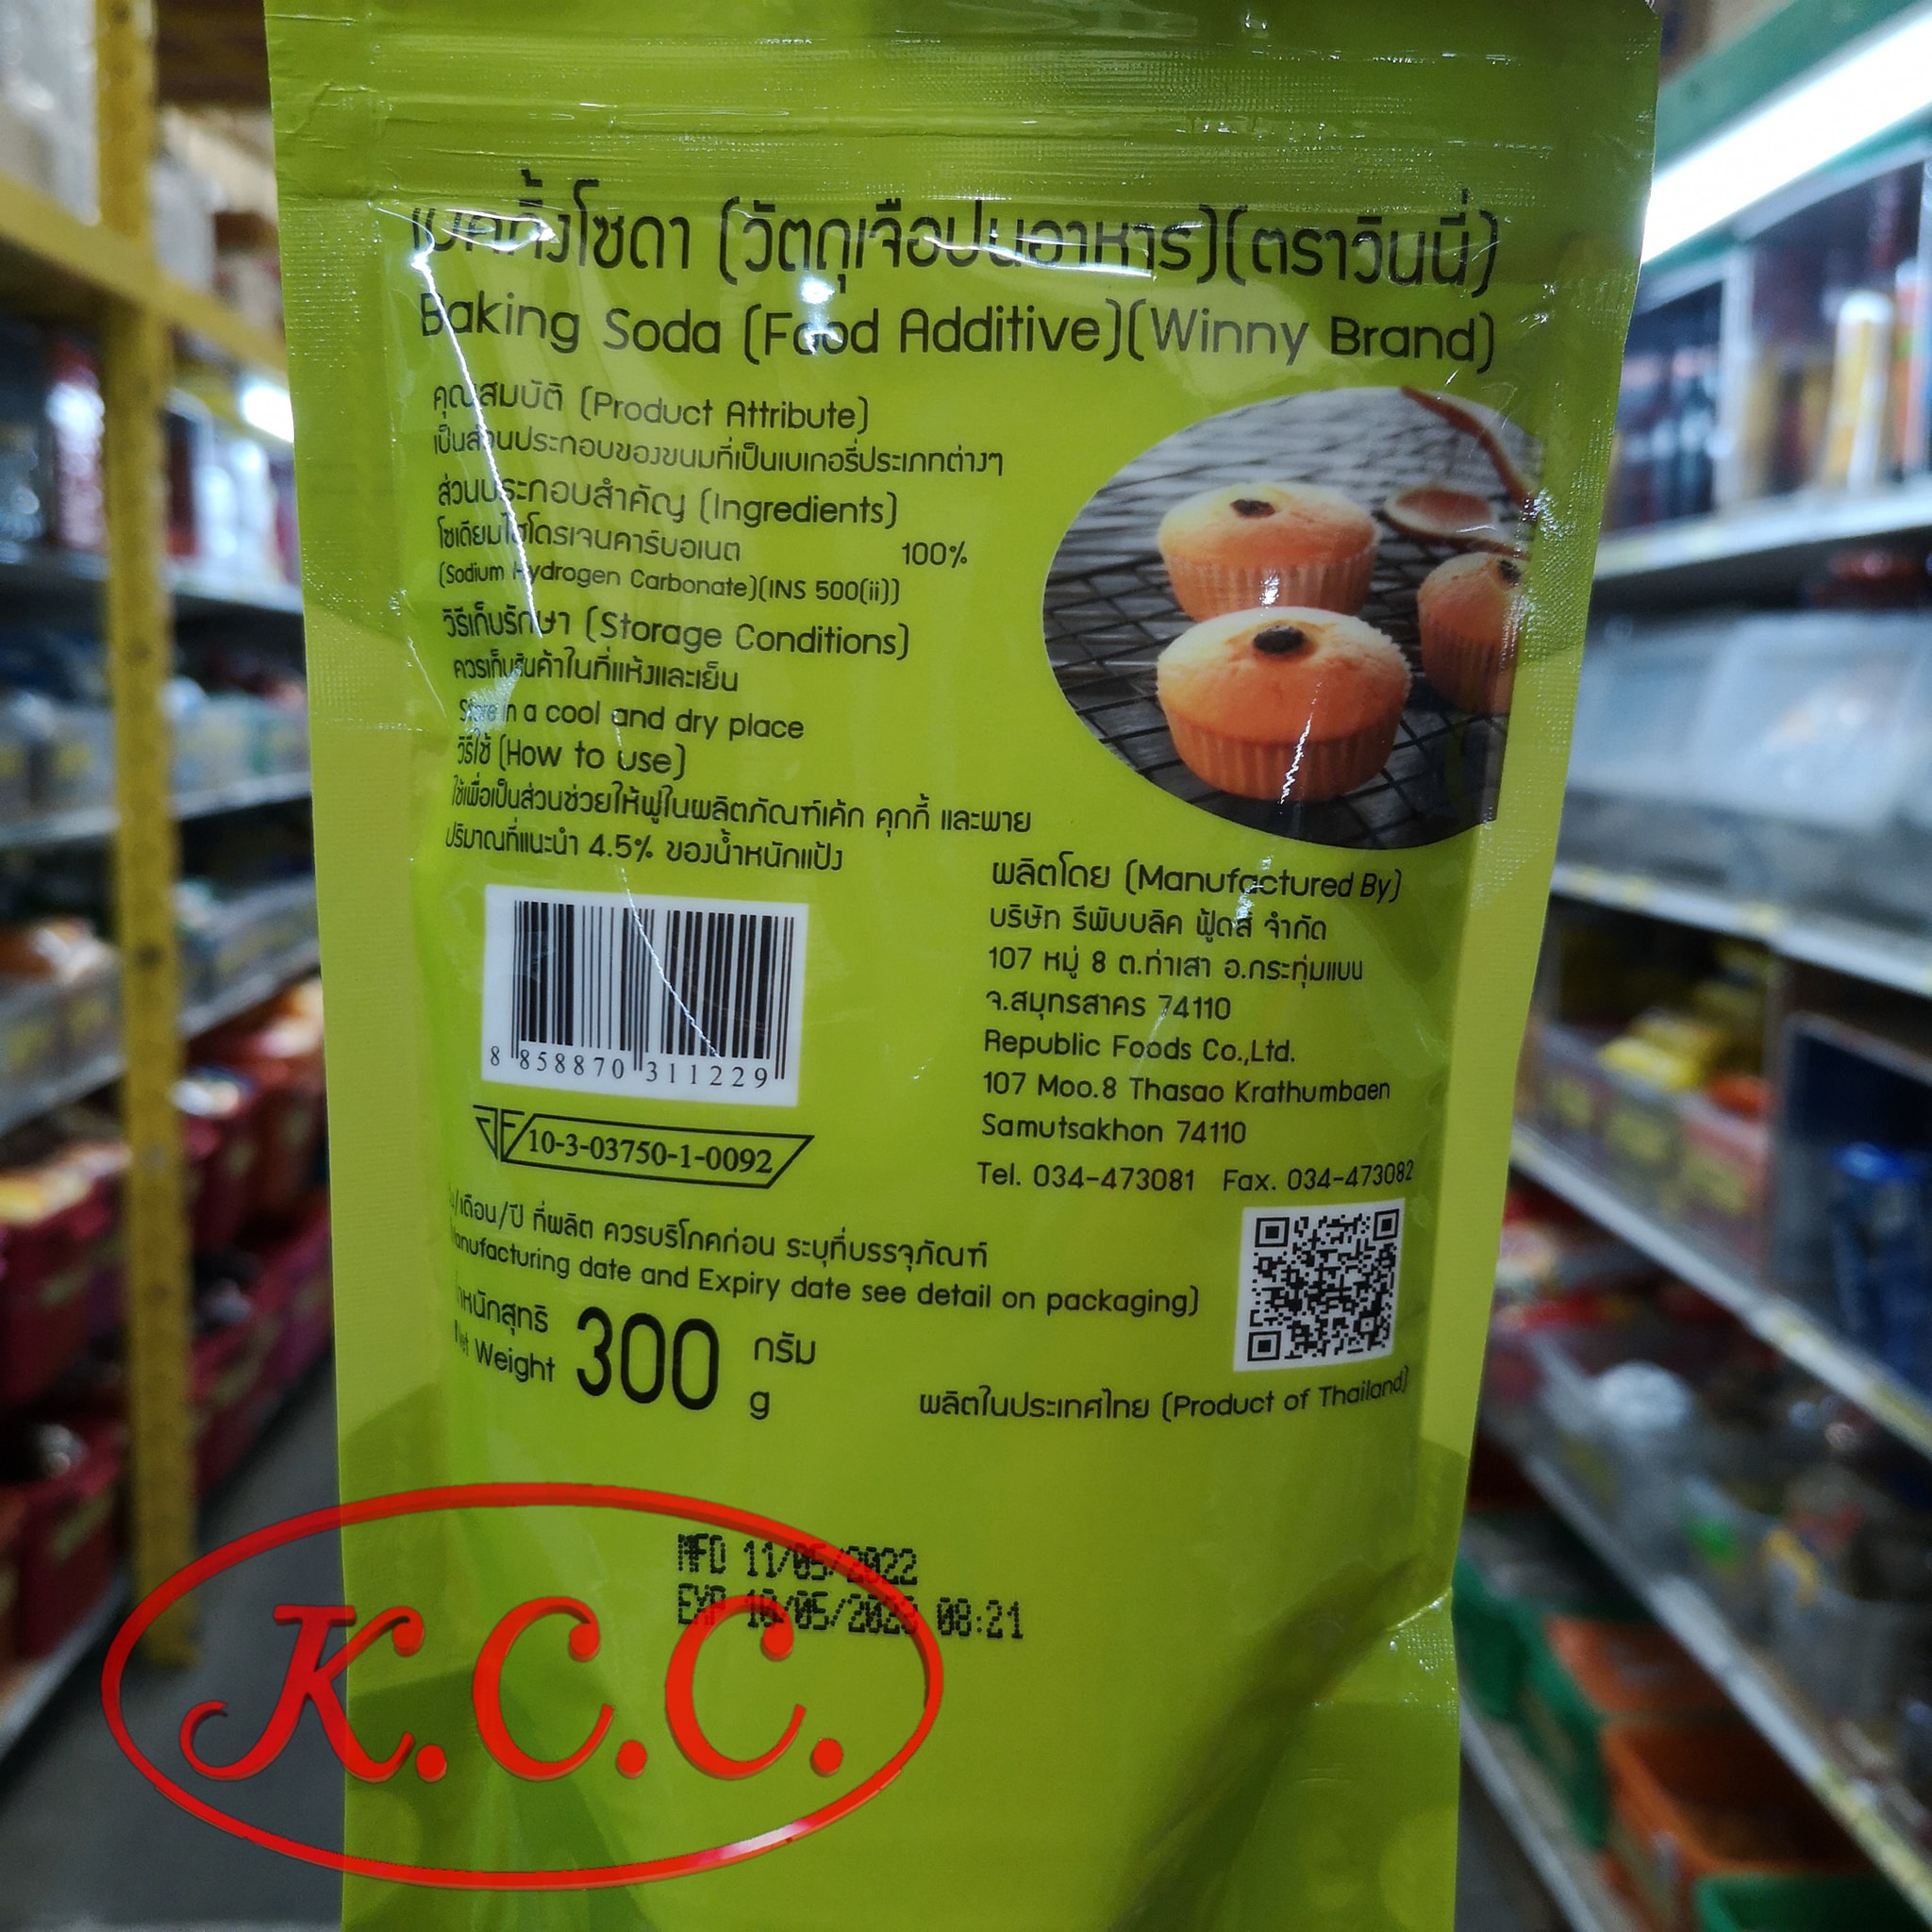 เบคกิ้งโซดา (วัตถุเจือปนอาหาร)(ตราวินนี่)
Baking Soda (Food Additive)(Winny Brand)
คุณสมบัติ (Product Attribute)
เป็นส่วนประกอบของขนมที่เป็นเบเกอรี่ประเภทต่างๆ
ส่วนประกอบสำคัญ (Ingredients)
โซเดียมไฮโดรเจนคาร์บอเนต 100%
(Sodium Hydrogen Carbonate)(INS 500(ii))
วิธีเก็บรักษา (Storage Conditions)
ควรเก็บสินค้าในที่แห้งและเย็น
Store in a cool and dry place
วิธีใช้ (How to use)
ใช้เพื่อเป็นส่วนช่วยให้ฟูในผลิตภัณฑ์เค้ก คุกกี้ และพาย
ปริมาณที่แนะนำ 4.5% ของน้ำหนักแป้ง
8 858870 311229
10-3-03750-1-0092
ผลิตโดย (Manufactured By)
บริษัท รีพับบลิค ฟู้ดส์ จำกัด
107 หมู่ 8 ต.ท่าเสา อ.กระทุ่มแบน
จ.สมุทรสาคร 74110
Republic Foods Co.,Ltd.
107 Moo.8 Thasao Krathumbaen
Samutsakhon 74110
Tel. 034-473081 Fax. 034-473082
/เดือน/ปี ที่ผลิต ควรบริโภคก่อน ระบุที่บรรจุภัณฑ์
Manufacturing date and Expiry date see detail on packaging)
น้ำหนักสุทธิ 300 กรัม
Net Weight g
ผลิตในประเทศไทย (Product of Thailand)
MFD 11/05/2022
EXP 10/05/2023 08:21
K.C.C.